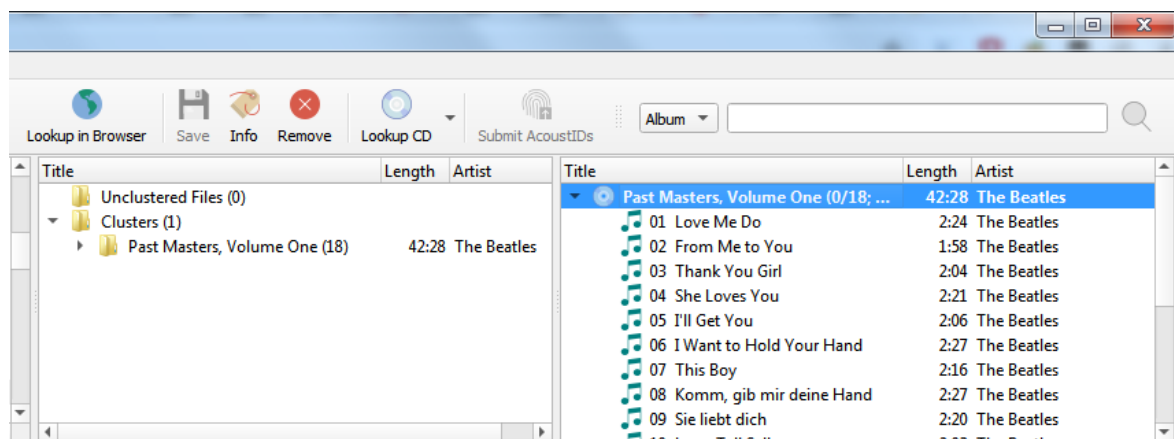 Lookup in Browser Save Info Remove Lookup CD Submit AcoustIDs Album
Title Length Artist
Unclustered Files (0)
Clusters (1)
Past Masters, Volume One (18) 42:28 The Beatles
Title Length Artist
Past Masters, Volume One (0/18; ... 42:28 The Beatles
01 Love Me Do 2:24 The Beatles
02 From Me to You 1:58 The Beatles
03 Thank You Girl 2:04 The Beatles
04 She Loves You 2:21 The Beatles
05 I'll Get You 2:06 The Beatles
06 I Want to Hold Your Hand 2:27 The Beatles
07 This Boy 2:16 The Beatles
08 Komm, gib mir deine Hand 2:27 The Beatles
09 Sie liebt dich 2:20 The Beatles